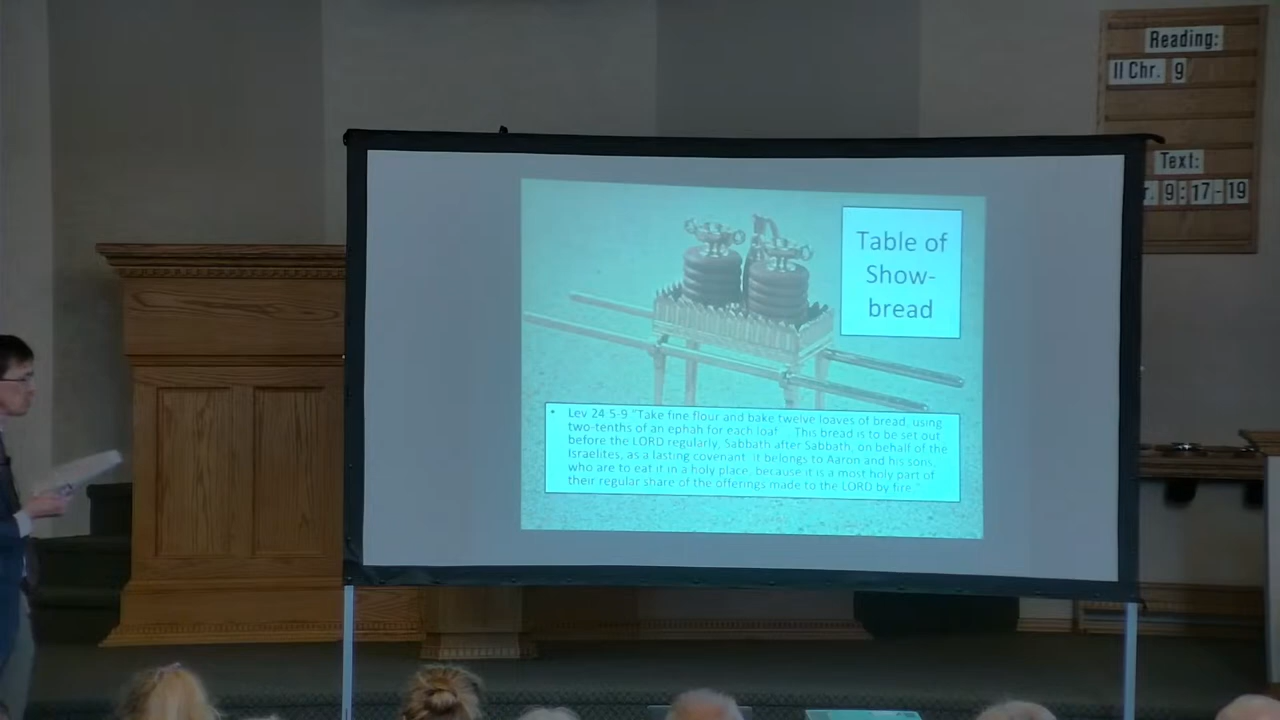 Reading:
II Chr. 9
Text:
9:17-19
Table of
Show-
bread
• Lev 24 5-9 "Take fine flour and bake twelve loaves of bread, using
two-tenths of an ephah for each loaf   This bread is to be set out
before the LORD regularly, Sabbath after Sabbath, on behalf of the
Israelites, as a lasting covenant. It belongs to Aaron and his sons,
who are to eat it in a holy place, because it is a most holy part of
their regular share of the offerings made to the LORD by fire."